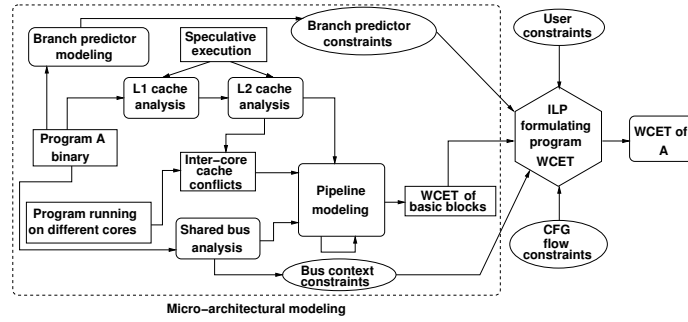 Branch predictor
modeling
Speculative
execution
Branch predictor
constraints
User
constraints
L1 cache
analysis
L2 cache
analysis
ILP
formulating
program
WCET
WCET of
A
Program A
binary
Inter-core
cache
conflicts
Pipeline
modeling
WCET of
basic blocks
Program running
on different cores
Shared bus
analysis
Bus context
constraints
CFG
flow
constraints
Micro-architectural modeling